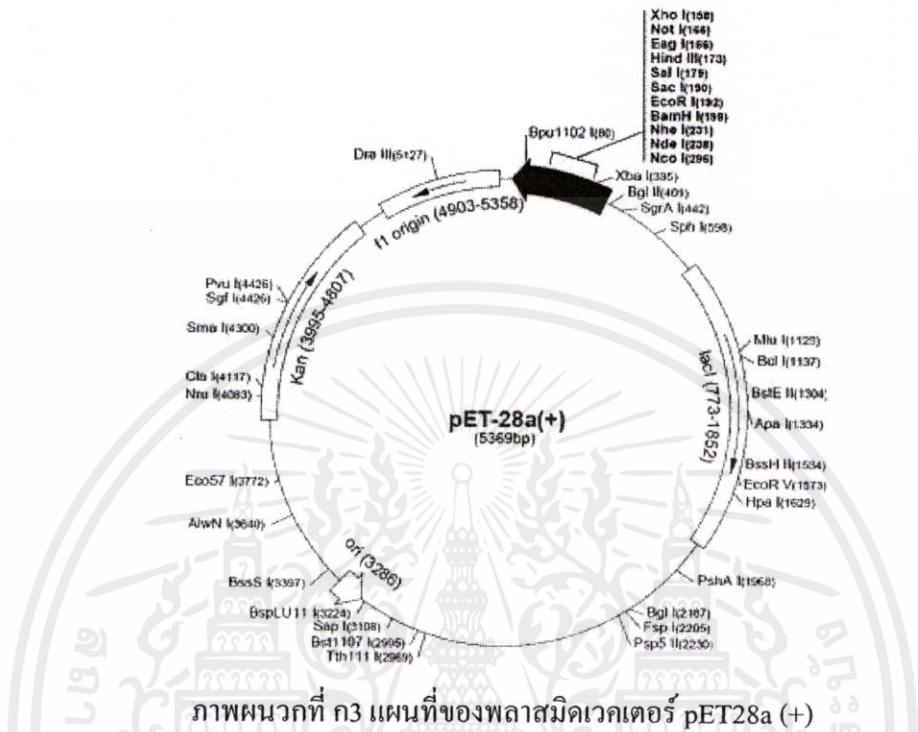 Xho I(158)
Not I(166)
Eag I(166)
Hind III(173)
Sal I(179)
Sac I(190)
EcoR I(192)
BamH I(198)
Nhe I(231)
Nde I(238)
Nco I(296)
Bpu1102 I(80)
Dra III(5127)
Xba I(335)
Bgl II(401)
SgrA I(442)
Sph I(598)
f1 origin (4903-5358)
Pvu I(4426)
Sgf I(4426)
Sma I(4300)
Kan (3995-4807)
Cla I(4117)
Nru I(4083)
Mlu I(1123)
Bcl I(1137)
BstE II(1304)
Apa I(1334)
lacI (773-1852)
pET-28a(+)
(5369bp)
BssH II(1534)
EcoR V(1573)
Hpa I(1629)
Eco57 I(3772)
AlwN I(3640)
ori (3286)
BssS I(3397)
BspLU11 I(3224)
Sap I(3108)
Bst1107 I(2995)
Tth111 I(2969)
PshA I(1968)
Bgl I(2187)
Fsp I(2205)
Psp5 II(2230)
ภาพผนวกที่ ก3 แผนที่ของพลาสมิดเวคเตอร์ pET28a (+)